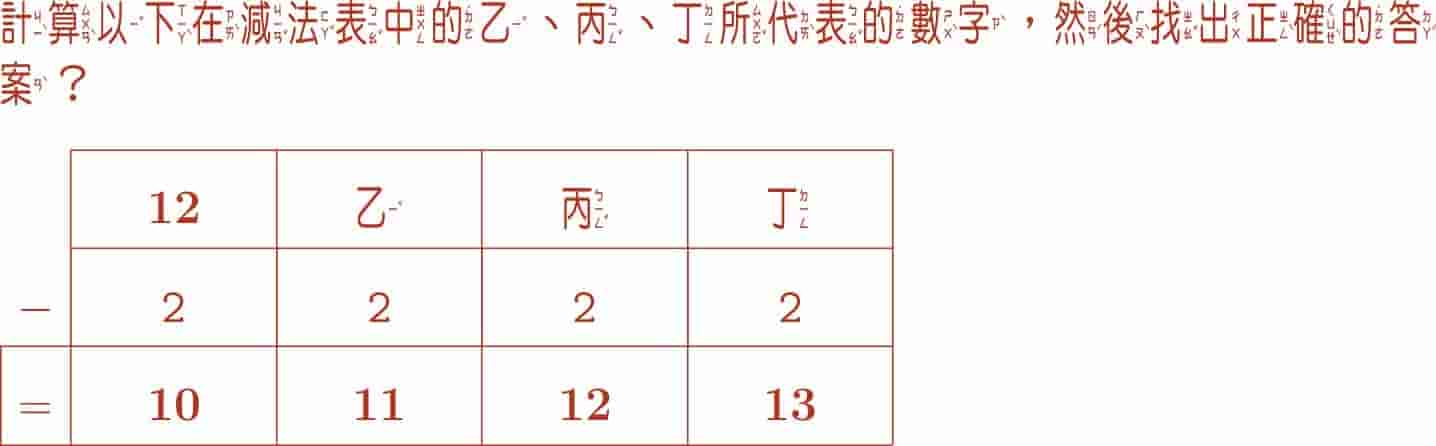 計算以下在減法表中的乙、丙、丁所代表的數字，然後找出正確的答
案？
12 乙 丙 丁
− 2 2 2 2
= 10 11 12 13